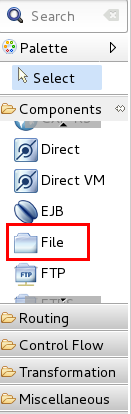 Search
Palette
Select
Components
Direct
Direct VM
EJB
File
FTP
Routing
Control Flow
Transformation
Miscellaneous